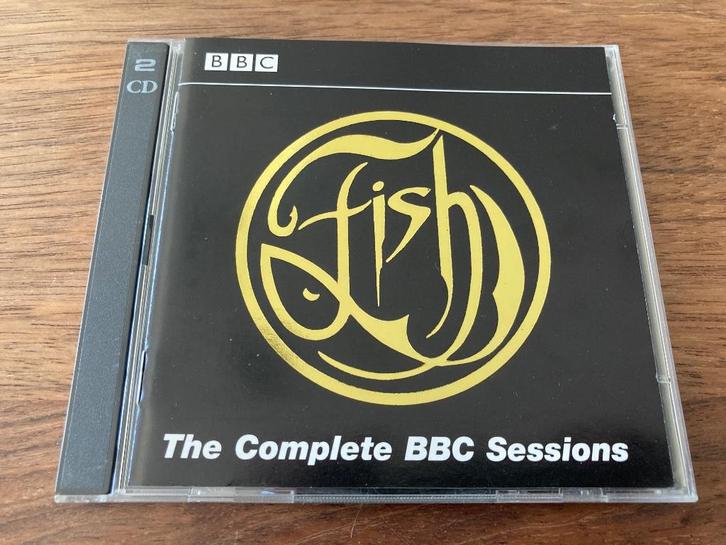 2
CD
BBC
Fish
The Complete BBC Sessions